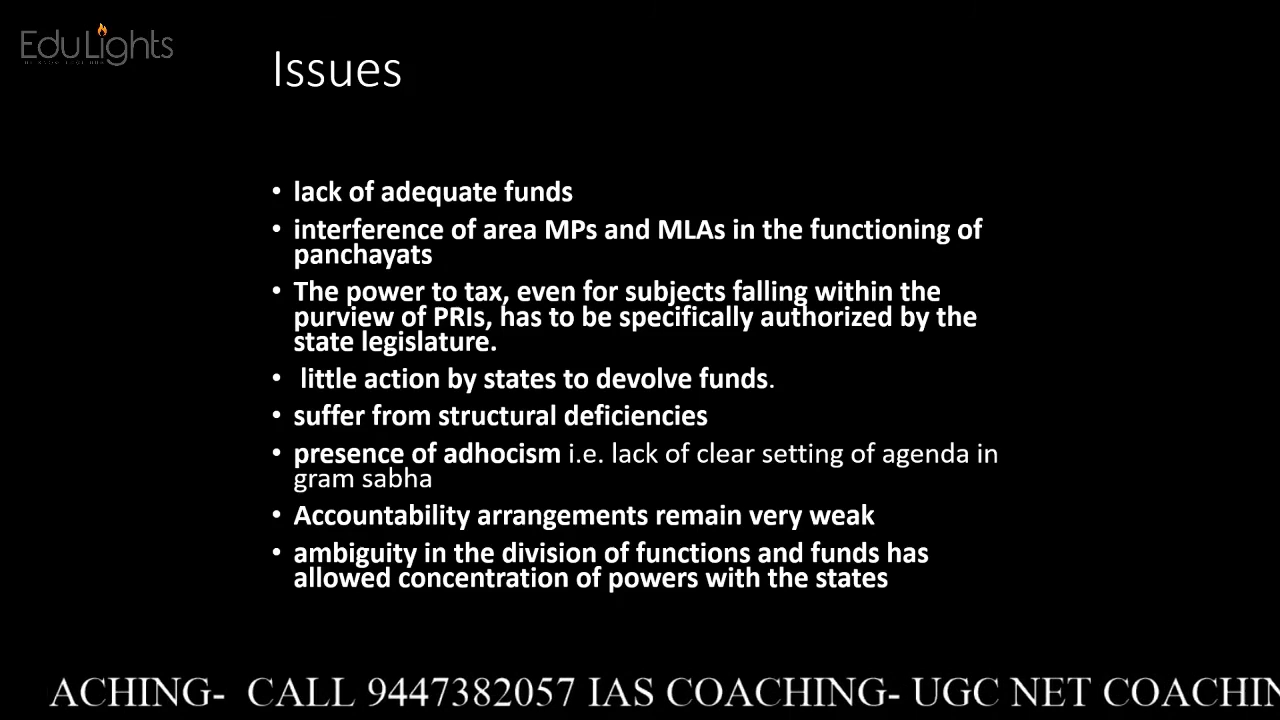 EduLights
Issues
• lack of adequate funds
• interference of area MPs and MLAs in the functioning of
panchayats
• The power to tax, even for subjects falling within the
purview of PRIs, has to be specifically authorized by the
state legislature.
• little action by states to devolve funds.
• suffer from structural deficiencies
• presence of adhocism i.e. lack of clear setting of agenda in
gram sabha
• Accountability arrangements remain very weak
• ambiguity in the division of functions and funds has
allowed concentration of powers with the states
ACHING- CALL 9447382057 IAS COACHING- UGC NET COACHIN